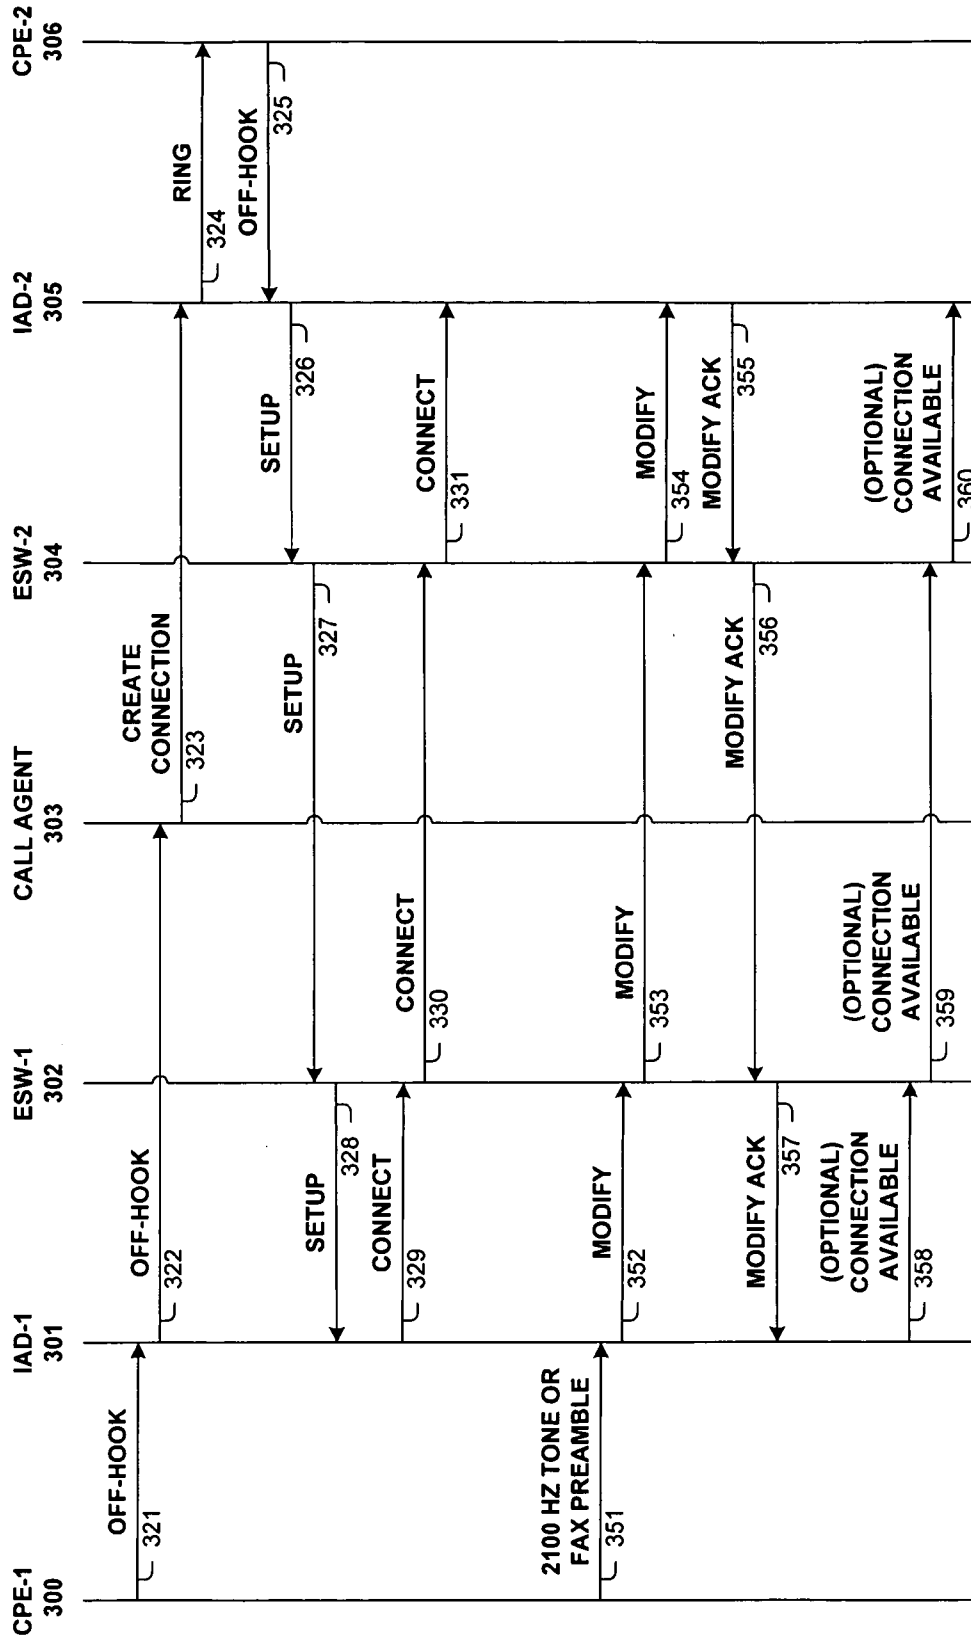 CPE-1
300
IAD-1
301
ESW-1
302
CALL AGENT
303
ESW-2
304
IAD-2
305
CPE-2
306
OFF-HOOK
321
OFF-HOOK
322
CREATE
CONNECTION
323
RING
324
OFF-HOOK
325
SETUP
326
SETUP
327
SETUP
328
CONNECT
329
CONNECT
330
CONNECT
331
2100 HZ TONE OR
FAX PREAMBLE
351
MODIFY
352
MODIFY
353
MODIFY
354
MODIFY ACK
355
MODIFY ACK
356
MODIFY ACK
357
(OPTIONAL)
CONNECTION
AVAILABLE
358
(OPTIONAL)
CONNECTION
AVAILABLE
359
(OPTIONAL)
CONNECTION
AVAILABLE
360